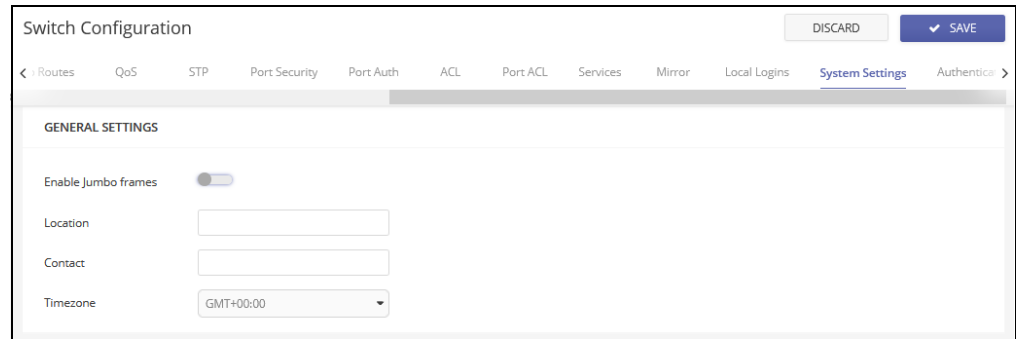 Switch Configuration
DISCARD
SAVE
Routes QoS STP Port Security Port Auth ACL Port ACL Services Mirror Local Logins System Settings
GENERAL SETTINGS
Enable Jumbo frames
Location
Contact
Timezone GMT+00:00